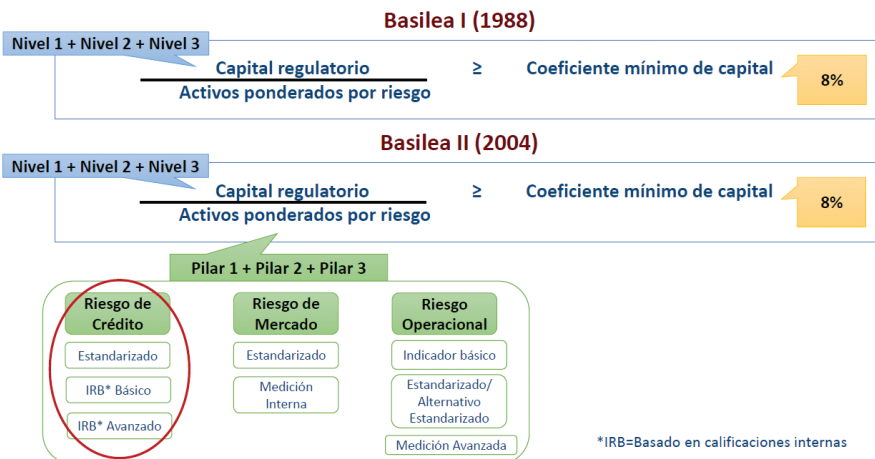 Basilea I (1988)
Nivel 1 + Nivel 2 + Nivel 3
Capital regulatorio
≥
Coeficiente mínimo de capital
8%
Activos ponderados por riesgo
Basilea II (2004)
Nivel 1 + Nivel 2 + Nivel 3
Capital regulatorio
≥
Coeficiente mínimo de capital
8%
Activos ponderados por riesgo
Pilar 1 + Pilar 2 + Pilar 3
Riesgo de
Crédito
Estandarizado
IRB* Básico
IRB* Avanzado
Riesgo de
Mercado
Estandarizado
Medición
Interna
Riesgo
Operacional
Indicador básico
Estandarizado/
Alternativo
Estandarizado
Medición Avanzada
*IRB=Basado en calificaciones internas